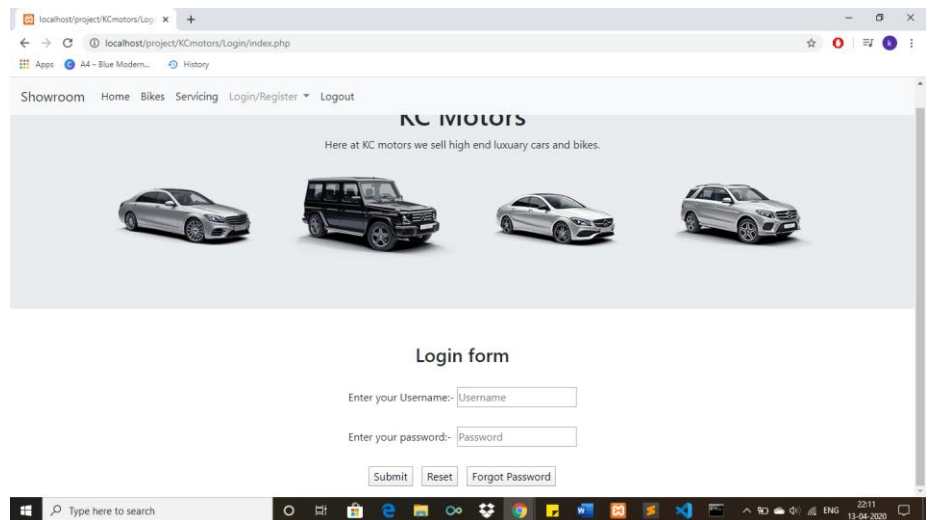 localhost/project/KCmotors/Logi
localhost/project/KCmotors/Login/index.php
Apps A4 – Blue Modern... History
Showroom Home Bikes Servicing Login/Register Logout
KC Motors
Here at KC motors we sell high end luxuary cars and bikes.
Login form
Enter your Username:- Username
Enter your password:- Password
Submit Reset Forgot Password
Type here to search
ENG
22:11
13-04-2020